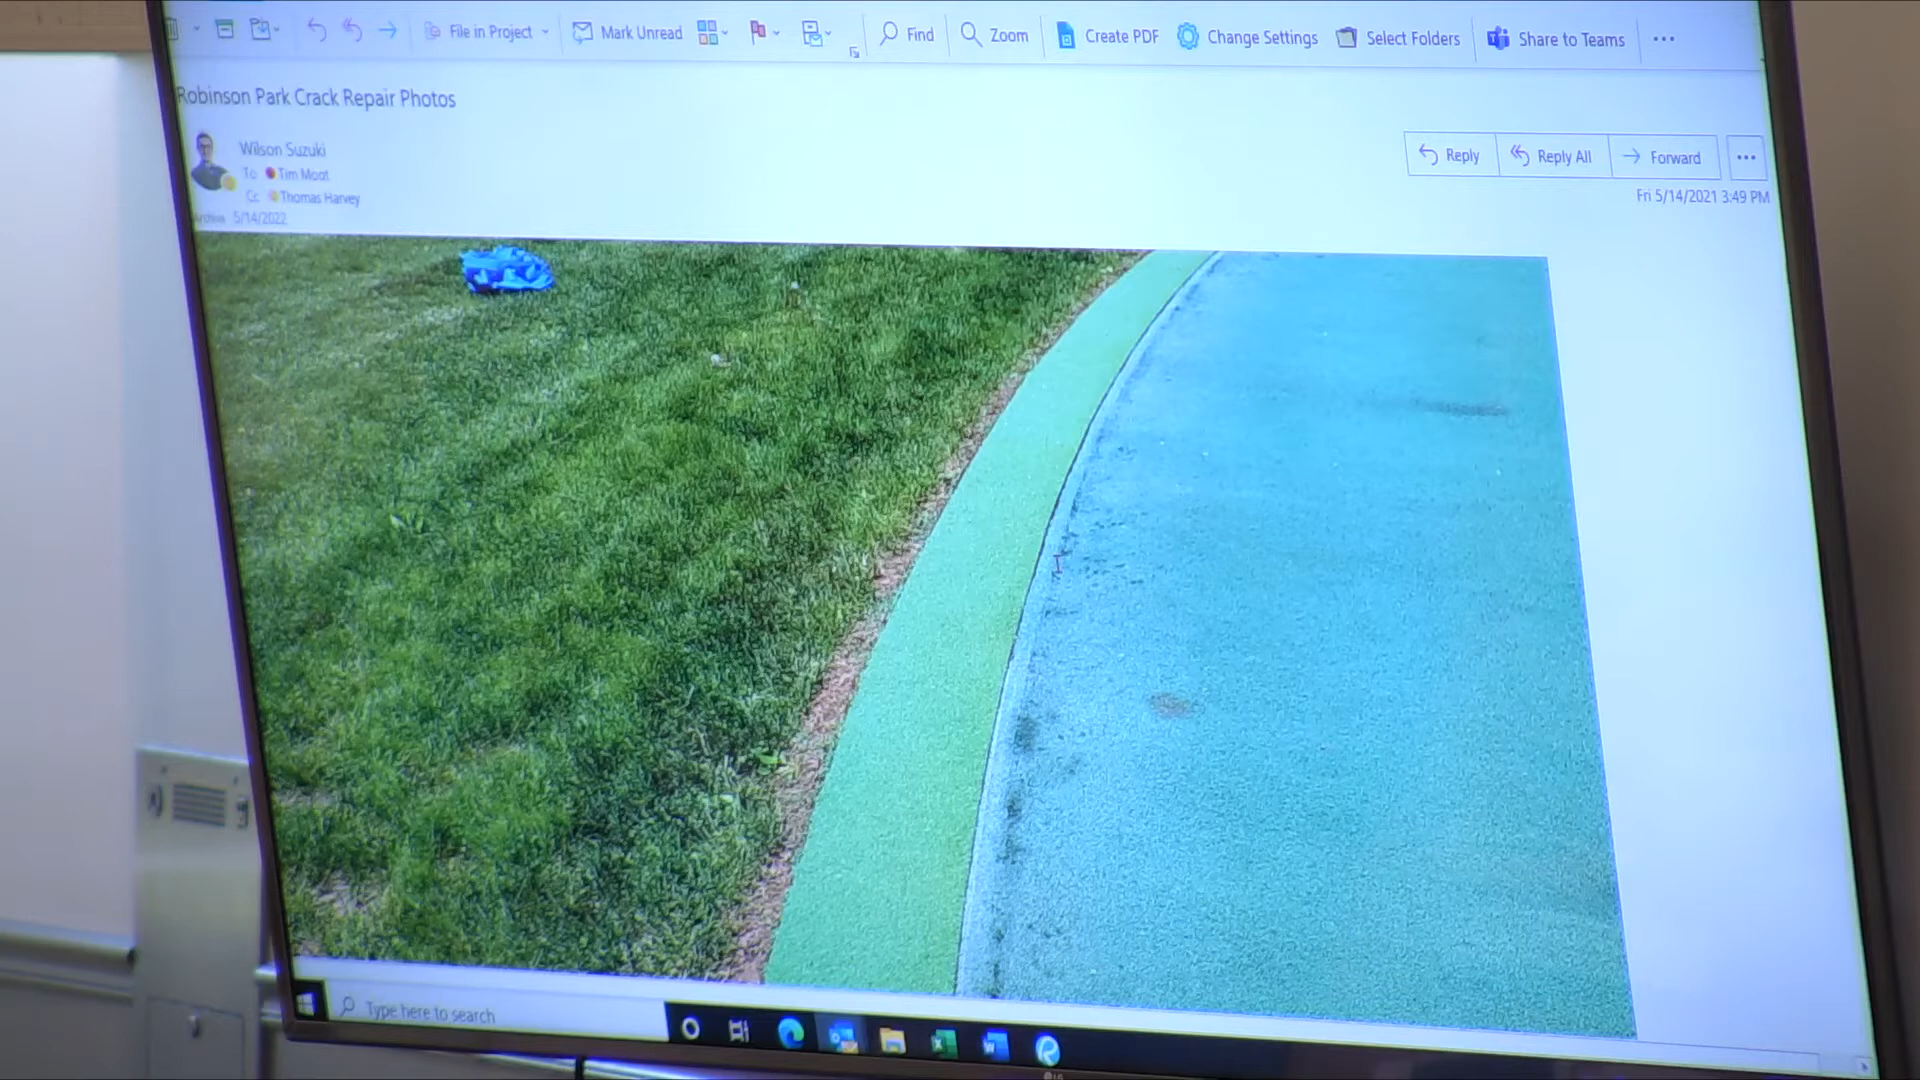 File in Project
Mark Unread
Find
Zoom
Create PDF
Change Settings
Select Folders
Share to Teams
Robinson Park Crack Repair Photos
Wilson Suzuki
To Tim Moot
Cc Thomas Harvey
Archive 5/14/2022
Reply
Reply All
Forward
Fri 5/14/2021 3:49 PM
Type here to search
LG